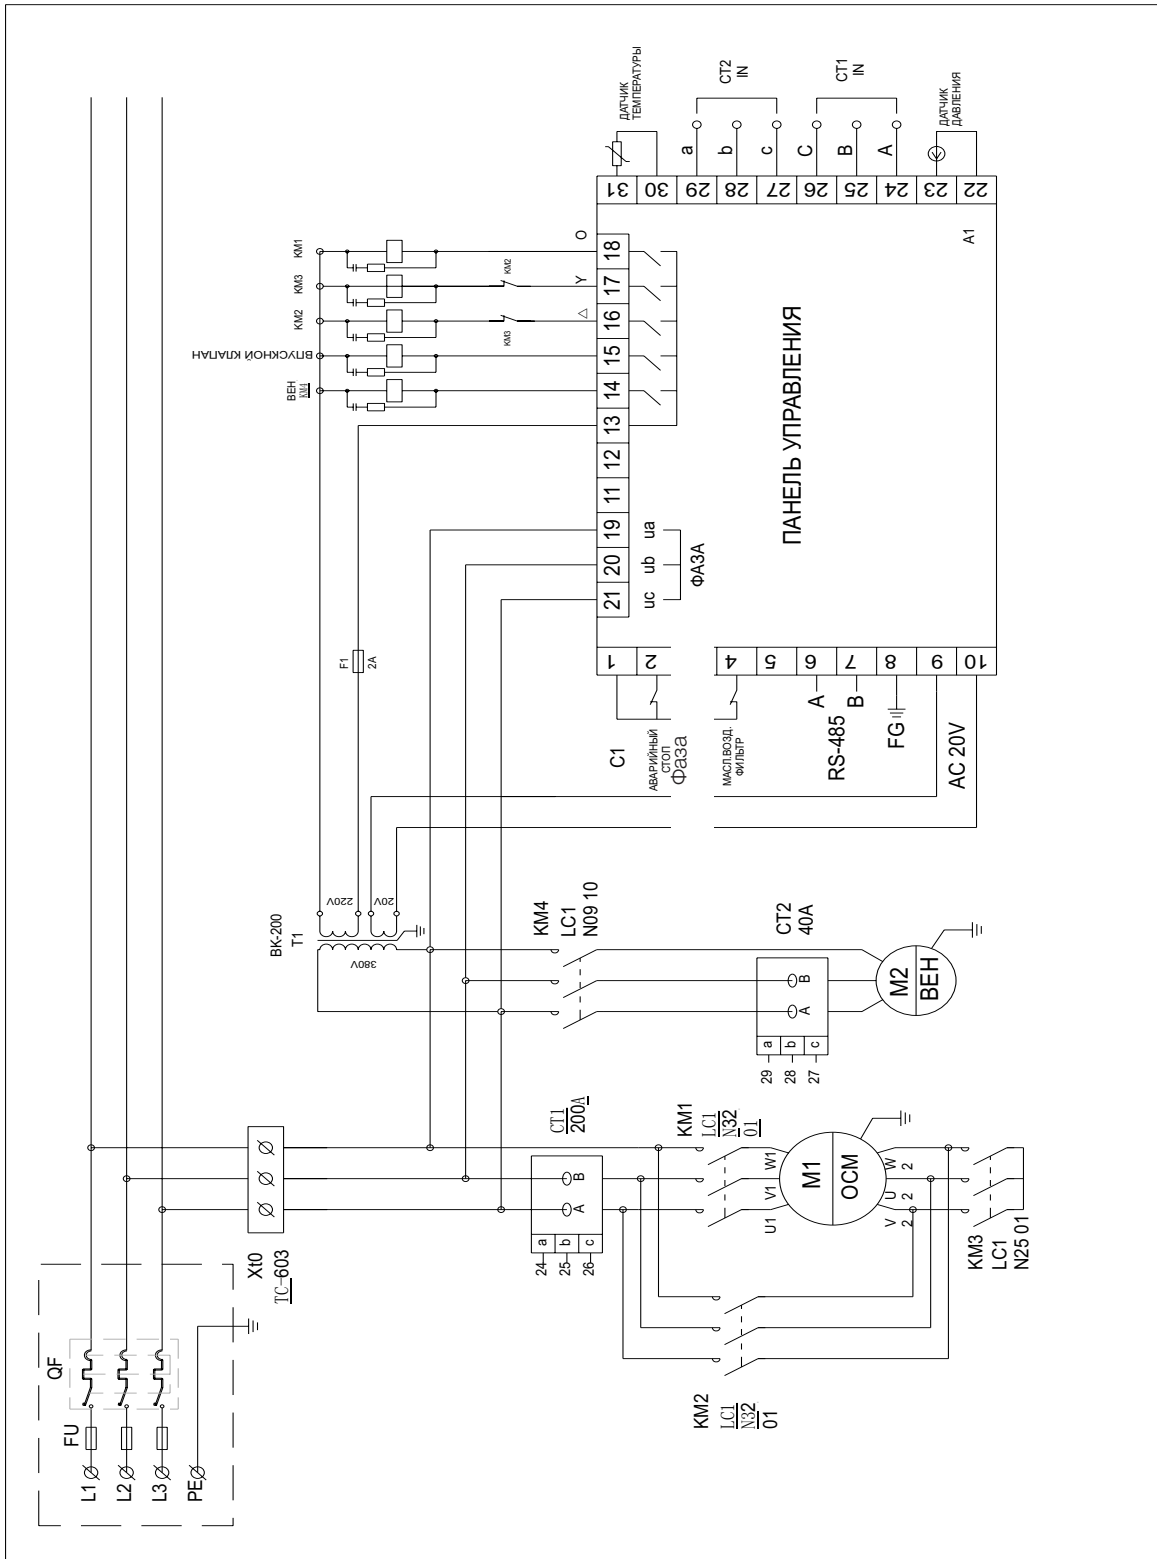 L1
L2
L3
PE
FU
QF
Xt0
TC-603
BK-200
T1
380V
220V
20V
F1
2A
KM1
KM3
KM2
ВПУСКНОЙ КЛАПАН
ВЕН
KM4
KM2
KM3
O
Y
△
18
17
16
15
14
13
12
11
19
20
21
ua
ub
uc
ФАЗА
31
30
29
28
27
26
25
24
23
22
ДАТЧИК
ТЕМПЕРАТУРЫ
a
b
c
CT2
IN
C
B
A
CT1
IN
ДАТЧИК
ДАВЛЕНИЯ
A1
ПАНЕЛЬ УПРАВЛЕНИЯ
1
2
4
5
6
7
8
9
10
C1
АВАРИЙНЫЙ
СТОП
Фаза
МАСЛ.ВОЗД.
ФИЛЬТР
A
B
RS-485
FG
AC 20V
KM4
LC1
N09 10
CT2
40A
A
B
a
b
c
29
28
27
M2
ВЕН
CT1
200A
A
B
a
b
c
24
25
26
KM1
LC1
N32
01
U1
V1
W1
M1
ОСМ
V
2
U
2
W
2
KM3
LC1
N25 01
KM2
LC1
N32
01